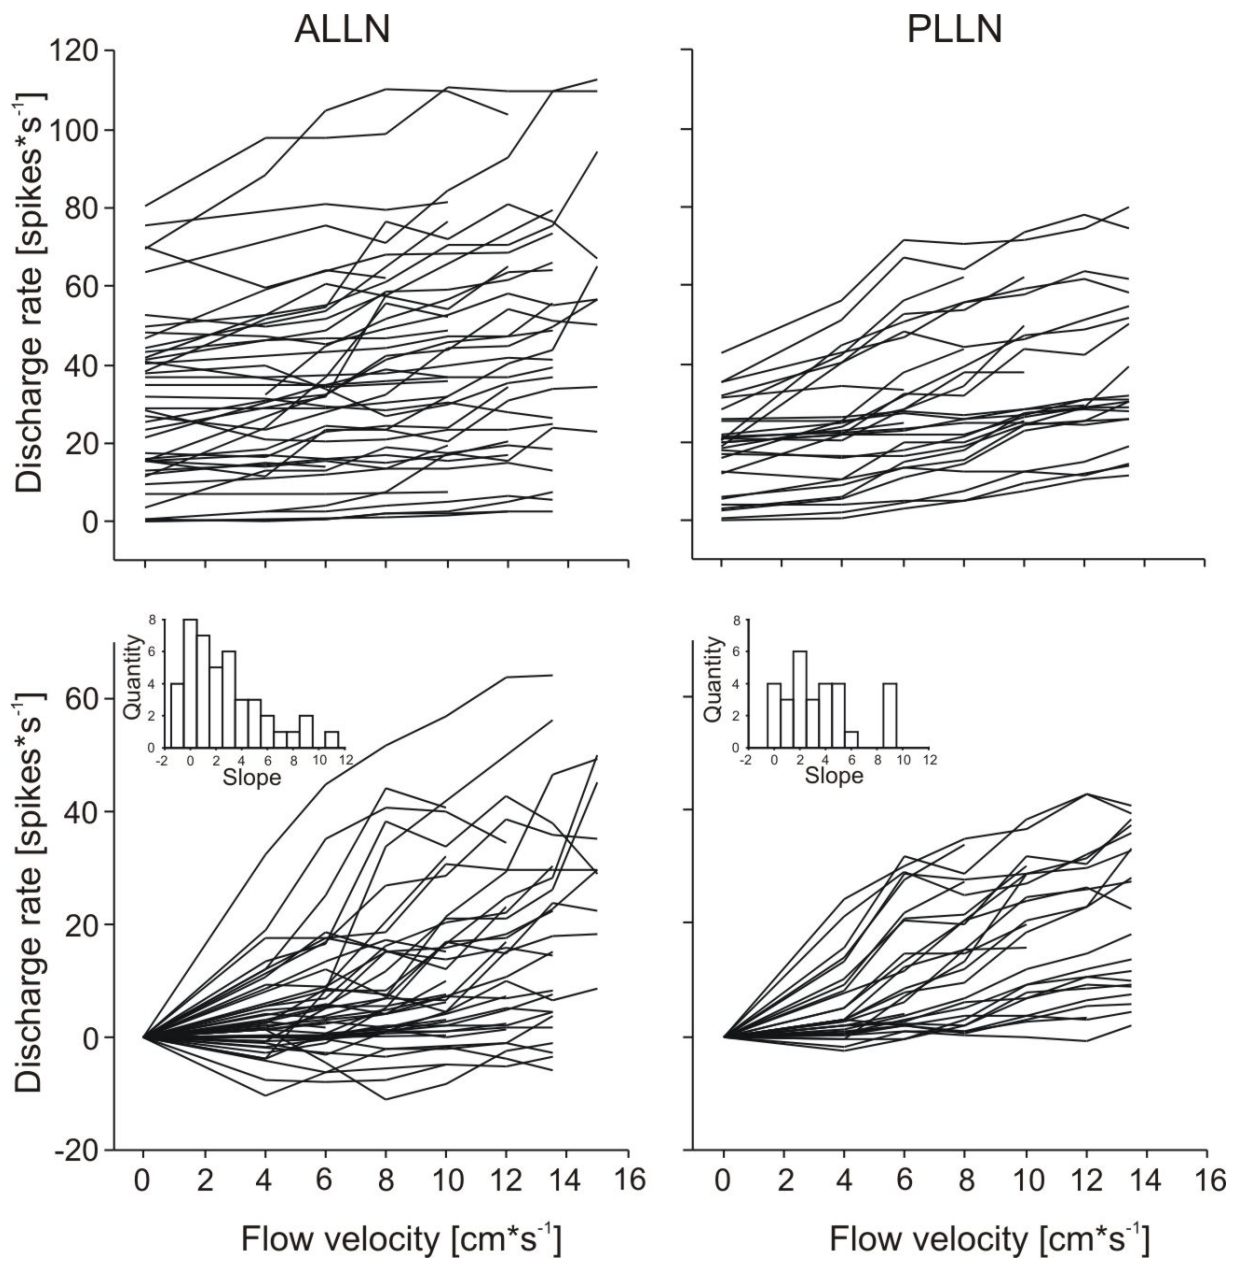 ALLN
PLLN
Discharge rate [spikes*s-1]
120
100
80
60
40
20
0
Quantity
8
6
4
2
0
-2 0 2 4 6 8 10 12
Slope
Quantity
8
6
4
2
0
-2 0 2 4 6 8 10 12
Slope
Discharge rate [spikes*s-1]
60
40
20
0
-20
0 2 4 6 8 10 12 14 16
0 2 4 6 8 10 12 14 16
Flow velocity [cm*s-1]
Flow velocity [cm*s-1]